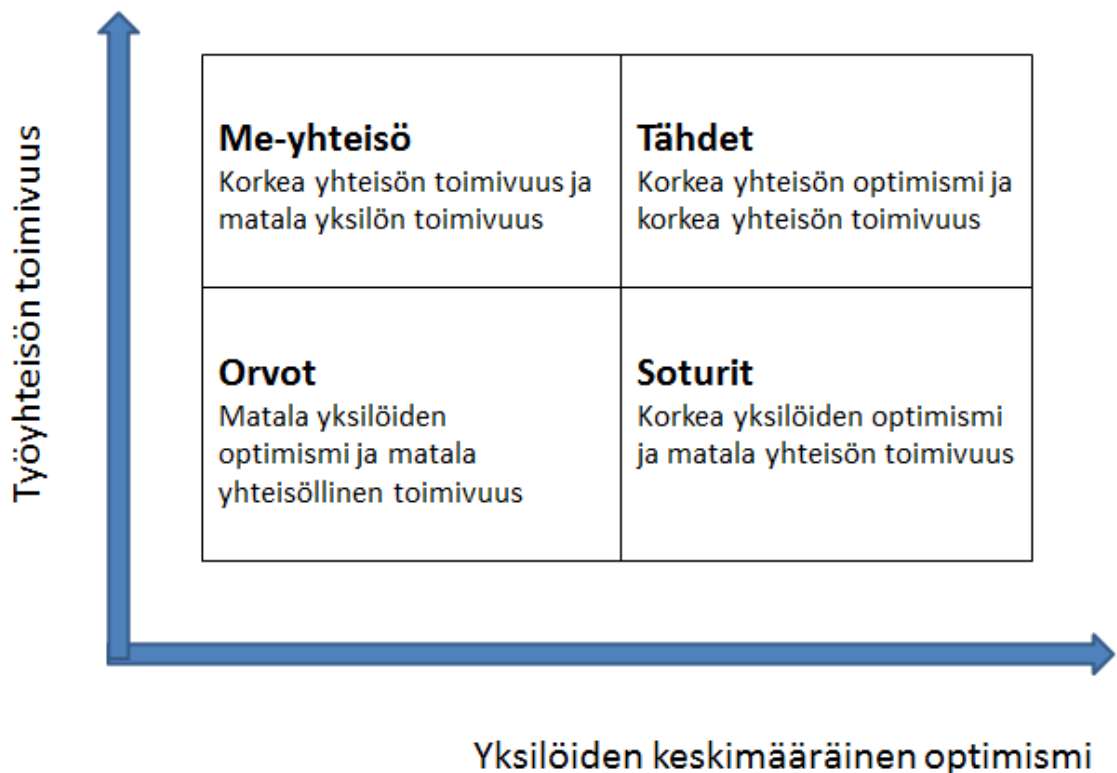 Työyhteisön toimivuus
Me-yhteisö
Korkea yhteisön toimivuus ja
matala yksilön toimivuus
Tähdet
Korkea yhteisön optimismi ja
korkea yhteisön toimivuus
Orvot
Matala yksilöiden
optimismi ja matala
yhteisöllinen toimivuus
Soturit
Korkea yksilöiden optimismi
ja matala yhteisön toimivuus
Yksilöiden keskimääräinen optimismi